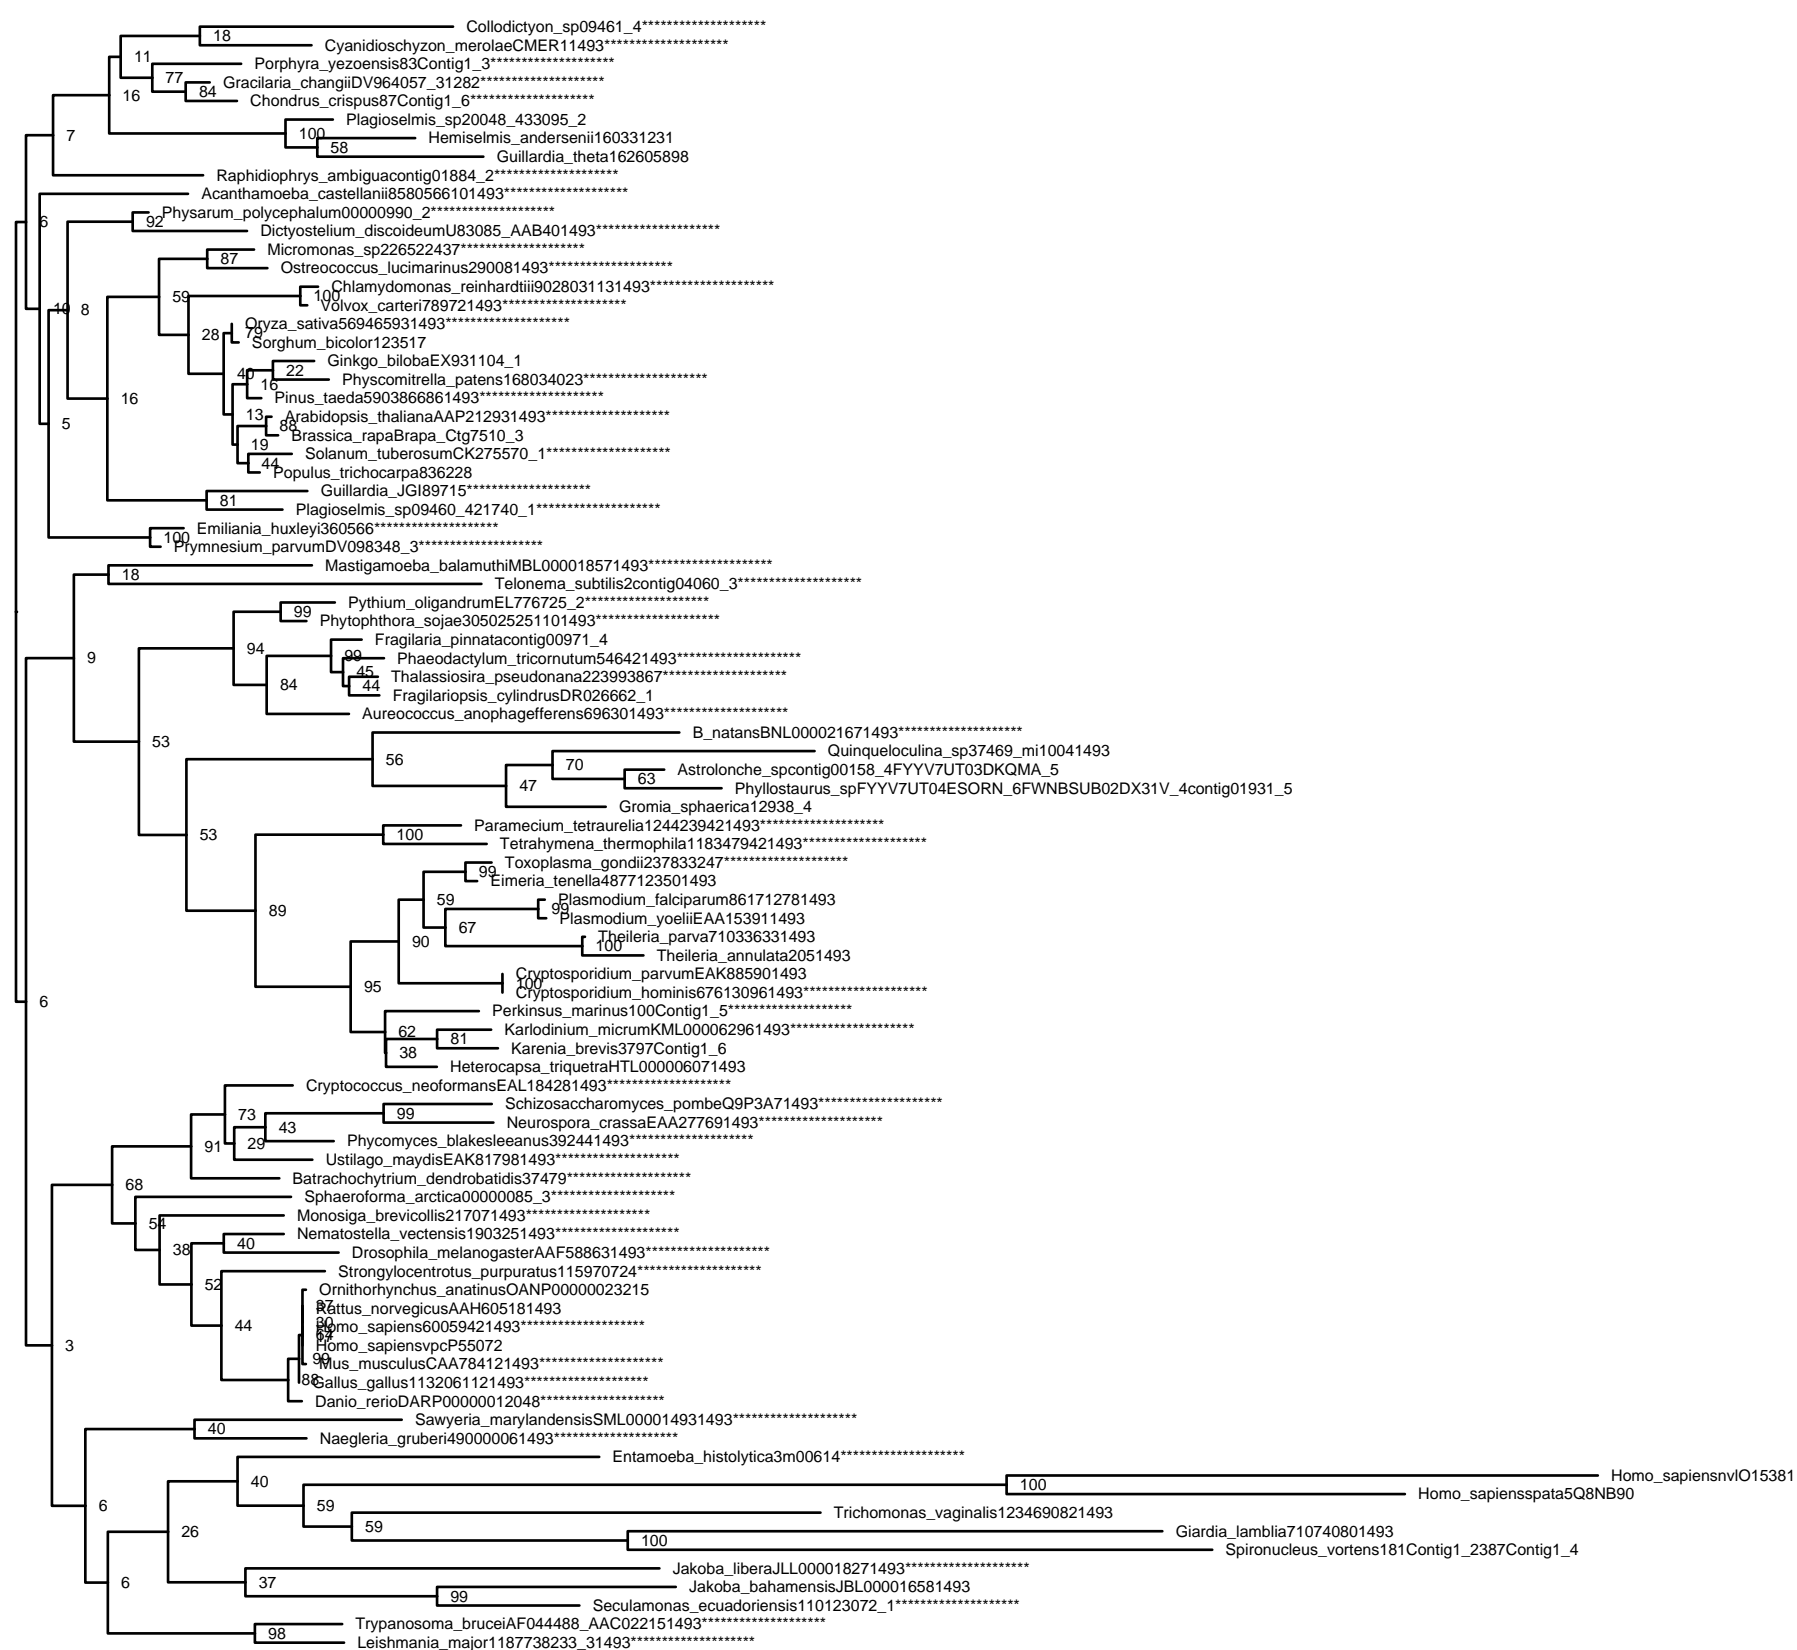 Collodictyon_sp09461_4********************
18
Cyanidioschyzon_merolaeCMER11493********************
11
Porphyra_yezoensis83Contig1_3********************
77
Gracilaria_changiiDV964057_31282********************
84
16
Chondrus_crispus87Contig1_6********************
Plagioselmis_sp20048_433095_2
100
7
Hemiselmis_andersenii160331231
58
Guillardia_theta162605898
Raphidiophrys_ambiguacontig01884_2********************
Acanthamoeba_castellanii8580566101493********************
Physarum_polycephalum00000990_2********************
6
92
Dictyostelium_discoideumU83085_AAB401493********************
Micromonas_sp226522437********************
87
Ostreococcus_lucimarinus290081493********************
Chlamydomonas_reinhardtiii9028031131493********************
59
100
Volvox_carteri789721493********************
10
8
Oryza_sativa569465931493********************
28
79
Sorghum_bicolor123517
Ginkgo_bilobaEX931104_1
22
40
Physcomitrella_patens168034023********************
16
Pinus_taeda5903866861493********************
16
13
Arabidopsis_thalianaAAP212931493********************
88
5
Brassica_rapaBrapa_Ctg7510_3
19
Solanum_tuberosumCK275570_1********************
44
Populus_trichocarpa836228
Guillardia_JGI89715********************
81
Plagioselmis_sp09460_421740_1********************
Emiliania_huxleyi360566********************
100
Prymnesium_parvumDV098348_3********************
Mastigamoeba_balamuthiMBL000018571493********************
18
Telonema_subtilis2contig04060_3********************
Pythium_oligandrumEL776725_2********************
99
Phytophthora_sojae305025251101493********************
Fragilaria_pinnatacontig00971_4
94
99
9
Phaeodactylum_tricornutum546421493********************
45
Thalassiosira_pseudonana223993867********************
84
44
Fragilariopsis_cylindrusDR026662_1
Aureococcus_anophagefferens696301493********************
53
B_natansBNL000021671493********************
56
Quinqueloculina_sp37469_mi10041493
70
Astrolonche_spcontig00158_4FYYV7UT03DKQMA_5
63
47
Phyllostaurus_spFYYV7UT04ESORN_6FWNBSUB02DX31V_4contig01931_5
Gromia_sphaerica12938_4
53
Paramecium_tetraurelia1244239421493********************
100
Tetrahymena_thermophila1183479421493********************
Toxoplasma_gondii237833247********************
99
Eimeria_tenella4877123501493
59
Plasmodium_falciparum861712781493
89
99
Plasmodium_yoeliiEAA153911493
67
Theileria_parva710336331493
90
100
Theileria_annulata2051493
Cryptosporidium_parvumEAK885901493
95
100
Cryptosporidium_hominis676130961493********************
6
Perkinsus_marinus100Contig1_5********************
62
Karlodinium_micrumKML000062961493********************
81
Karenia_brevis3797Contig1_6
38
Heterocapsa_triquetraHTL000006071493
Cryptococcus_neoformansEAL184281493********************
Schizosaccharomyces_pombeQ9P3A71493********************
73
99
Neurospora_crassaEAA277691493********************
43
29
Phycomyces_blakesleeanus392441493********************
91
Ustilago_maydisEAK817981493********************
Batrachochytrium_dendrobatidis37479********************
68
Sphaeroforma_arctica00000085_3********************
Monosiga_brevicollis217071493********************
54
Nematostella_vectensis1903251493********************
38
40
Drosophila_melanogasterAAF588631493********************
Strongylocentrotus_purpuratus115970724********************
52
Ornithorhynchus_anatinusOANP00000023215
Rattus_norvegicusAAH605181493
44
Homo_sapiens60059421493********************
3
Homo_sapiensvpcP55072
99
Mus_musculusCAA784121493********************
88
Gallus_gallus1132061121493********************
Danio_rerioDARP00000012048********************
Sawyeria_marylandensisSML000014931493********************
40
Naegleria_gruberi490000061493********************
Entamoeba_histolytica3m00614********************
40
Homo_sapiensnvlO15381
100
Homo_sapiensspata5Q8NB90
6
59
Trichomonas_vaginalis1234690821493
59
26
Giardia_lamblia710740801493
100
Spironucleus_vortens181Contig1_2387Contig1_4
Jakoba_liberaJLL000018271493********************
6
37
Jakoba_bahamensisJBL000016581493
99
Seculamonas_ecuadoriensis110123072_1********************
Trypanosoma_bruceiAF044488_AAC022151493********************
98
Leishmania_major1187738233_31493********************